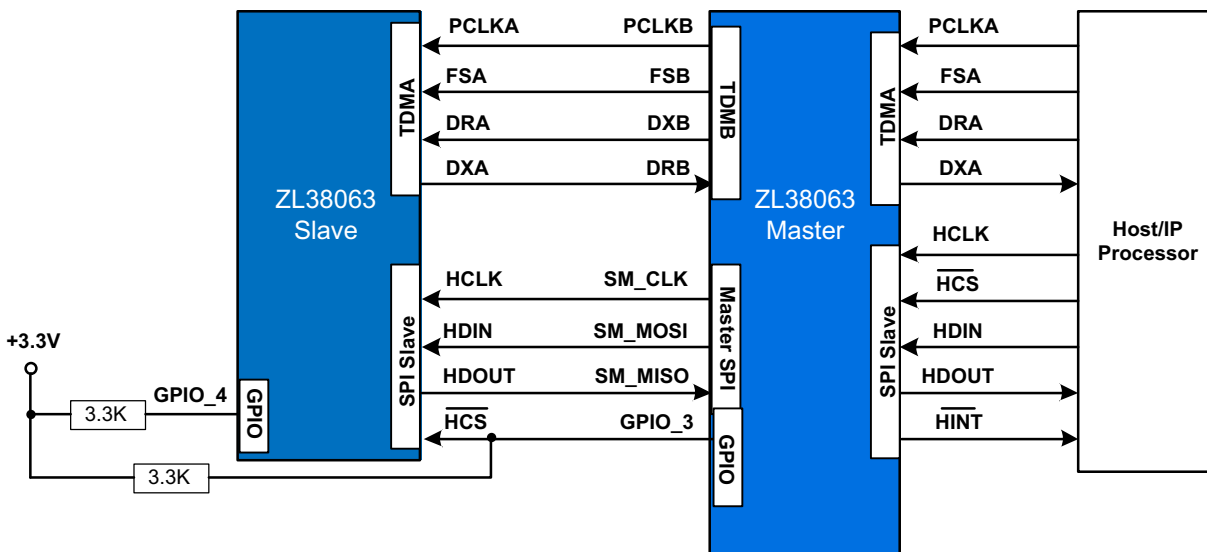 PCLKA PCLKB PCLKA
FSA FSB FSA
DRA DXB DRA
DXA DRB DXA
TDMA
TDMB
TDMA
ZL38063
Slave
ZL38063
Master
Host/IP
Processor
HCLK SM_CLK HCLK
HDIN SM_MOSI HCS
HDOUT SM_MISO HDIN
HCS GPIO_3 HDOUT
HINT
SPI Slave
Master SPI
SPI Slave
GPIO
GPIO
+3.3V
GPIO_4
3.3K
3.3K